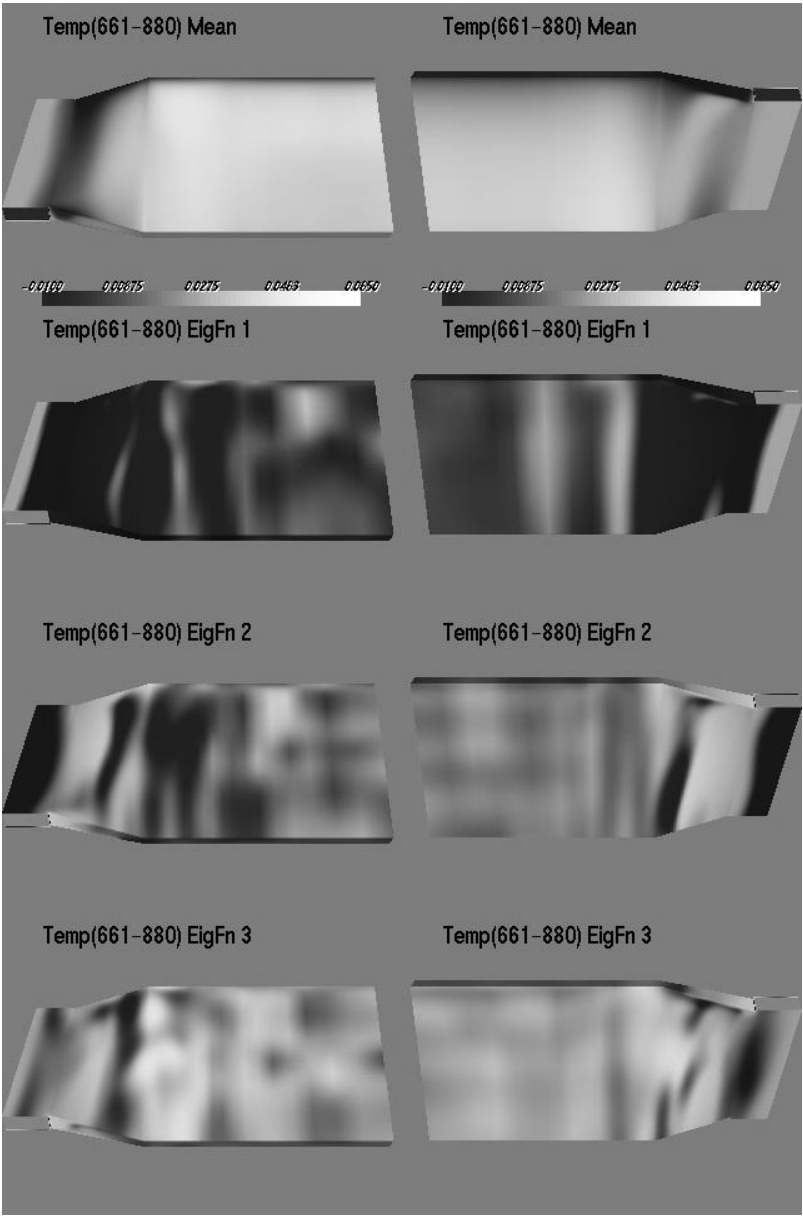 Temp(661-880) Mean Temp(661-880) Mean
-0.0100 0.00875 0.0275 0.0463 0.0650 -0.0100 0.00875 0.0275 0.0463 0.0650
Temp(661-880) EigFn 1 Temp(661-880) EigFn 1
Temp(661-880) EigFn 2 Temp(661-880) EigFn 2
Temp(661-880) EigFn 3 Temp(661-880) EigFn 3